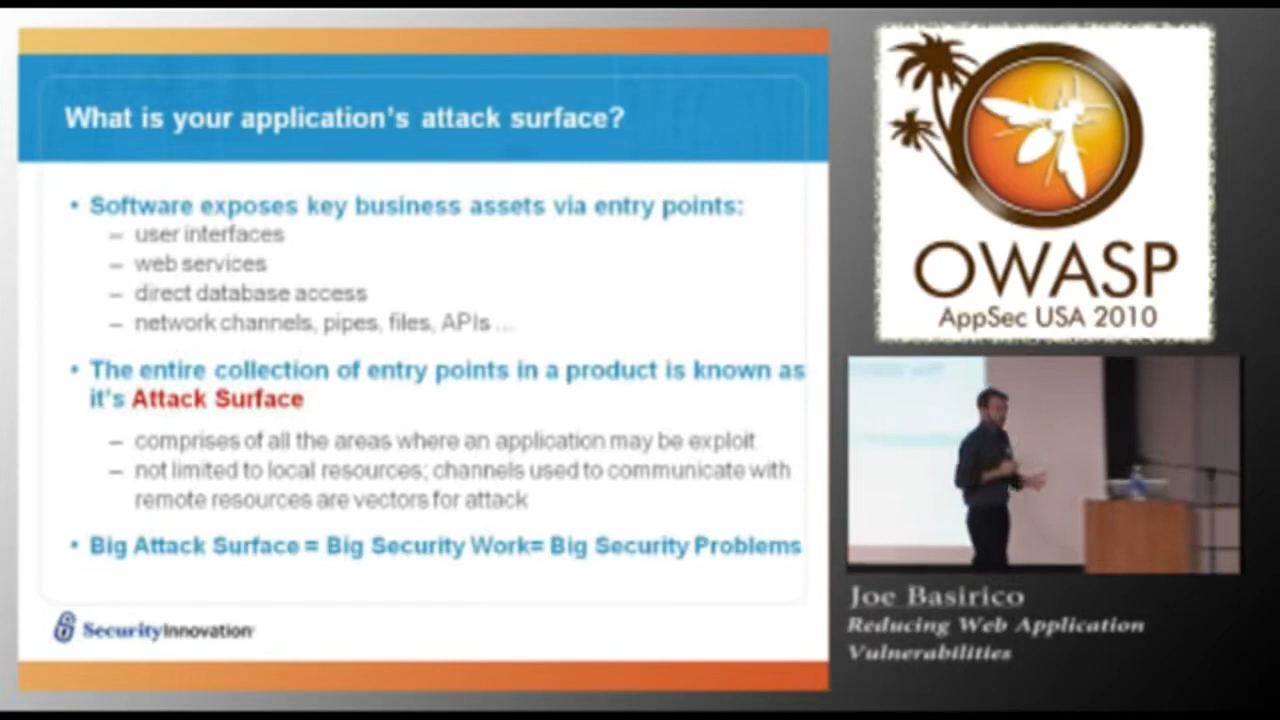 What is your application's attack surface?
• Software exposes key business assets via entry points:
– user interfaces
– web services
– direct database access
– network channels, pipes, files, APIs ...
• The entire collection of entry points in a product is known as
it's Attack Surface
– comprises of all the areas where an application may be exploit
– not limited to local resources; channels used to communicate with
remote resources are vectors for attack
• Big Attack Surface = Big Security Work= Big Security Problems
SecurityInnovation
OWASP
AppSec USA 2010
Joe Basirico
Reducing Web Application
Vulnerabilities